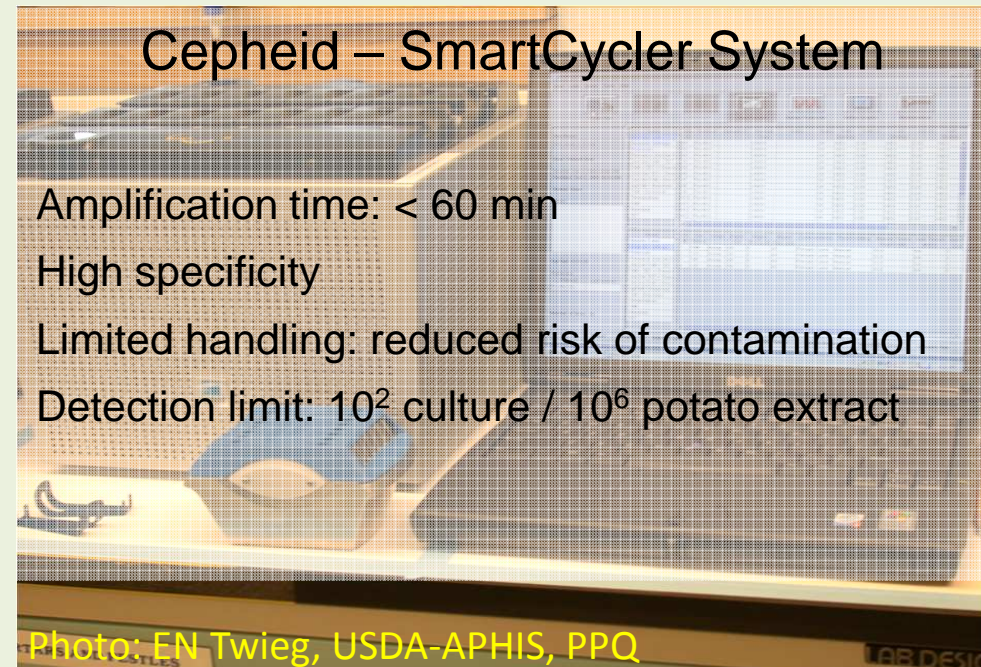 Cepheid – SmartCycler System
Amplification time: < 60 min
High specificity
Limited handling: reduced risk of contamination
Detection limit: 10² culture / 10⁶ potato extract
DELL
Photo: EN Twieg, USDA-APHIS, PPQ